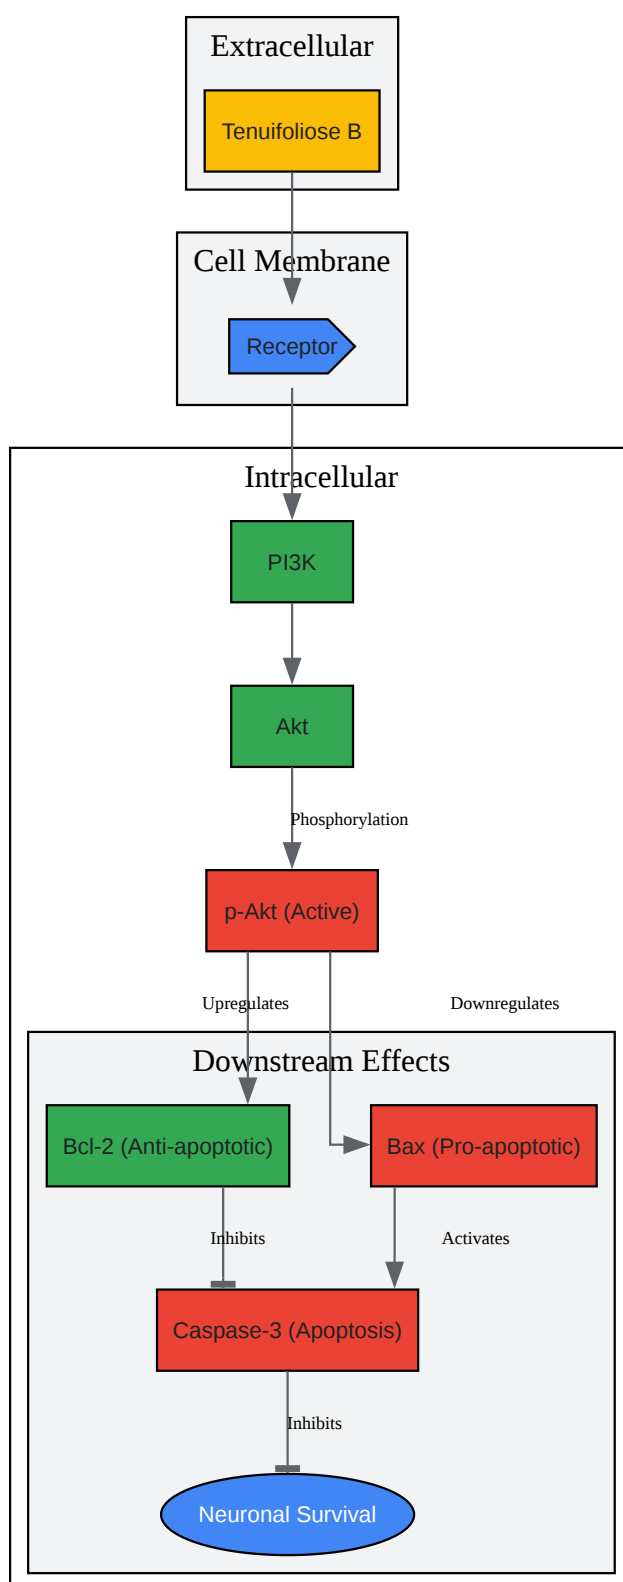 Extracellular
Tenuifoliose B
Cell Membrane
Receptor
Intracellular
PI3K
Akt
Phosphorylation
p-Akt (Active)
Upregulates
Downregulates
Downstream Effects
Bcl-2 (Anti-apoptotic)
Bax (Pro-apoptotic)
Inhibits
Activates
Caspase-3 (Apoptosis)
Inhibits
Neuronal Survival